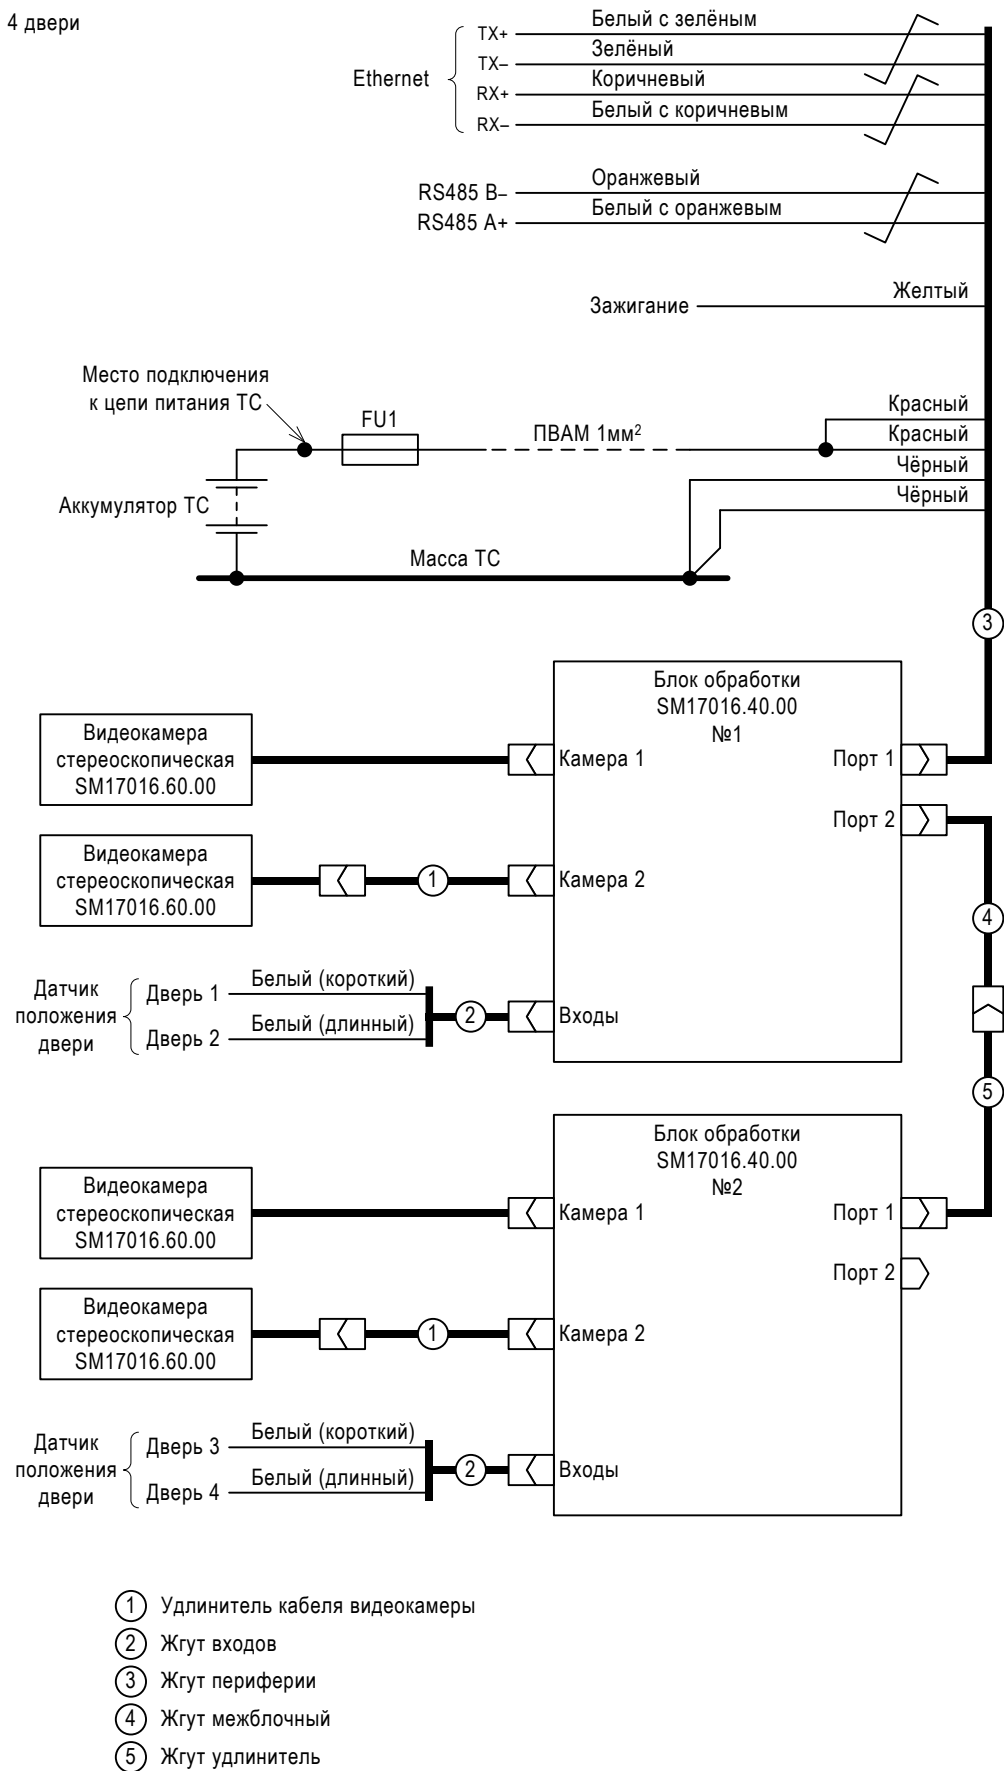 4 двери
Ethernet
TX+
Белый с зелёным
TX–
Зелёный
RX+
Коричневый
RX–
Белый с коричневым
RS485 B–
Оранжевый
RS485 A+
Белый с оранжевым
Зажигание
Желтый
Место подключения
к цепи питания ТС
FU1
ПВАМ 1мм²
Красный
Красный
Чёрный
Чёрный
Аккумулятор ТС
Масса ТС
3
Блок обработки
SM17016.40.00
№1
Видеокамера
стереоскопическая
SM17016.60.00
Камера 1
Порт 1
Порт 2
Видеокамера
стереоскопическая
SM17016.60.00
1
Камера 2
4
Датчик
положения
двери
Дверь 1
Белый (короткий)
Дверь 2
Белый (длинный)
2
Входы
5
Блок обработки
SM17016.40.00
№2
Видеокамера
стереоскопическая
SM17016.60.00
Камера 1
Порт 1
Порт 2
Видеокамера
стереоскопическая
SM17016.60.00
1
Камера 2
Датчик
положения
двери
Дверь 3
Белый (короткий)
Дверь 4
Белый (длинный)
2
Входы
1 Удлинитель кабеля видеокамеры
2 Жгут входов
3 Жгут периферии
4 Жгут межблочный
5 Жгут удлинитель